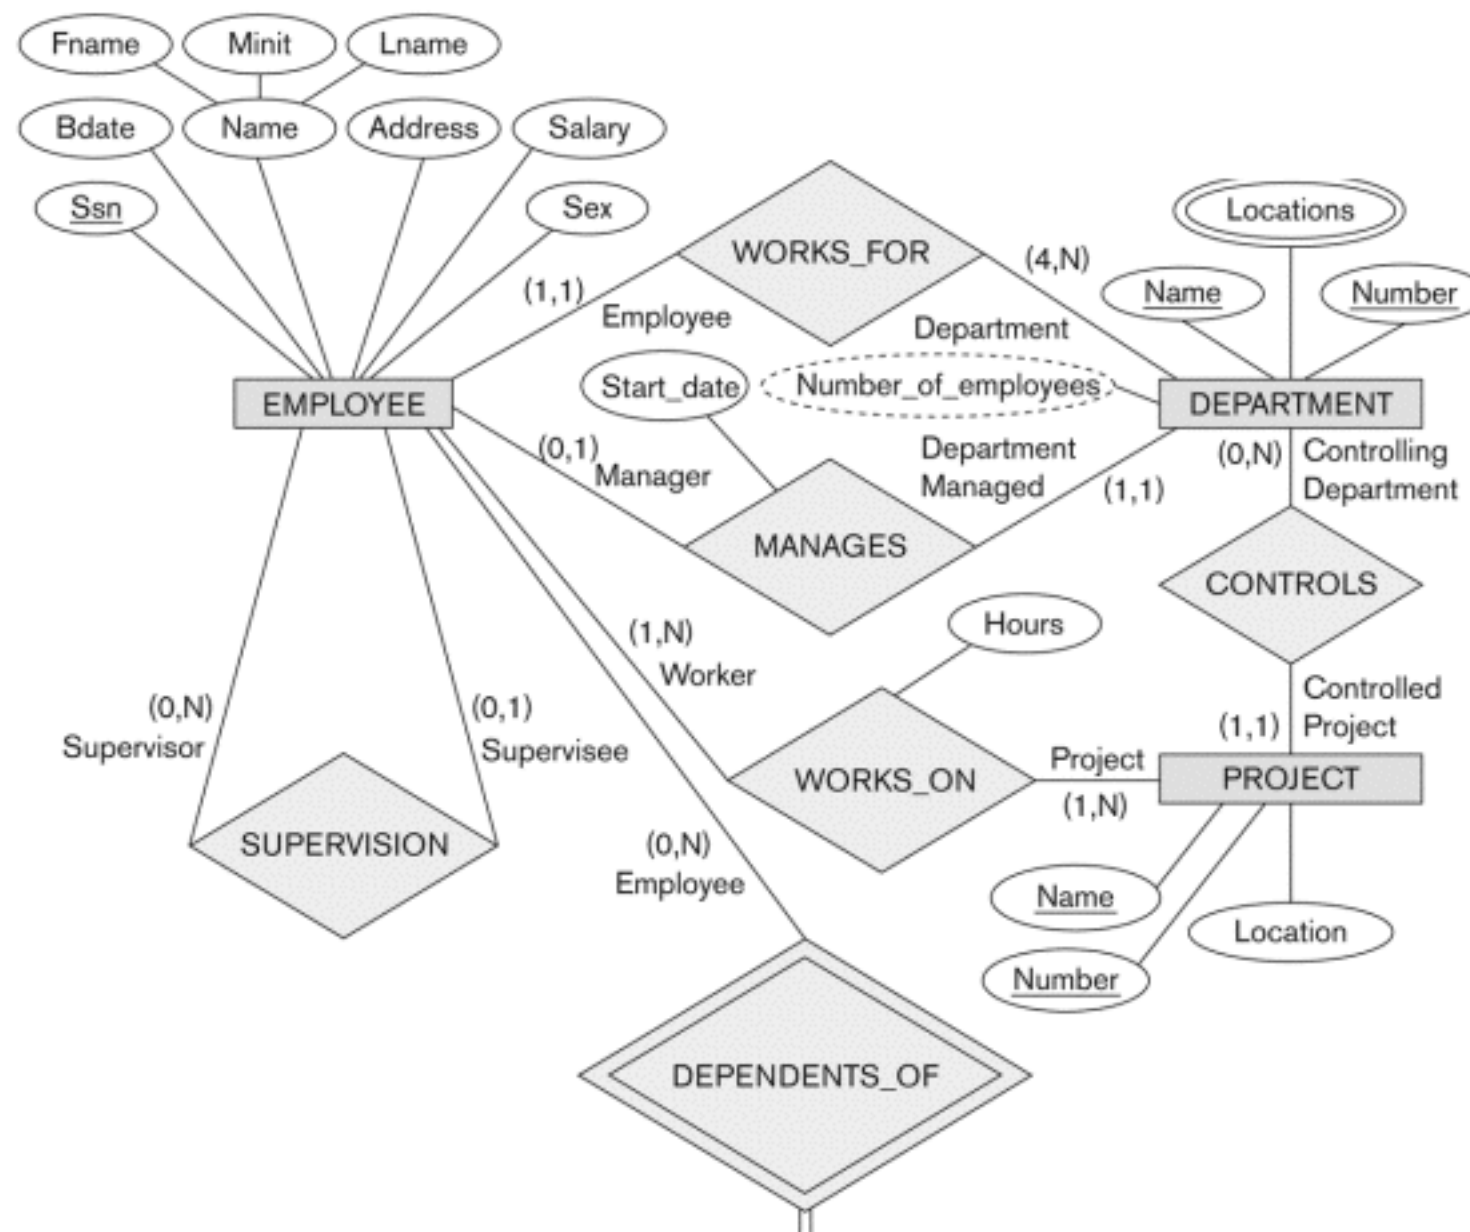 Fname
Minit
Lname
Bdate
Name
Address
Salary
Ssn
Sex
WORKS_FOR
(4,N)
Locations
Name
Number
(1,1)
Employee
Department
Start_date
Number_of_employees
EMPLOYEE
DEPARTMENT
(0,1)
Manager
Department
Managed
(1,1)
(0,N)
Controlling
Department
MANAGES
CONTROLS
Hours
(1,N)
Worker
(0,N)
Supervisor
(0,1)
Supervisee
Controlled
Project
(1,1)
Project
(1,N)
WORKS_ON
PROJECT
SUPERVISION
(0,N)
Employee
Name
Location
Number
DEPENDENTS_OF